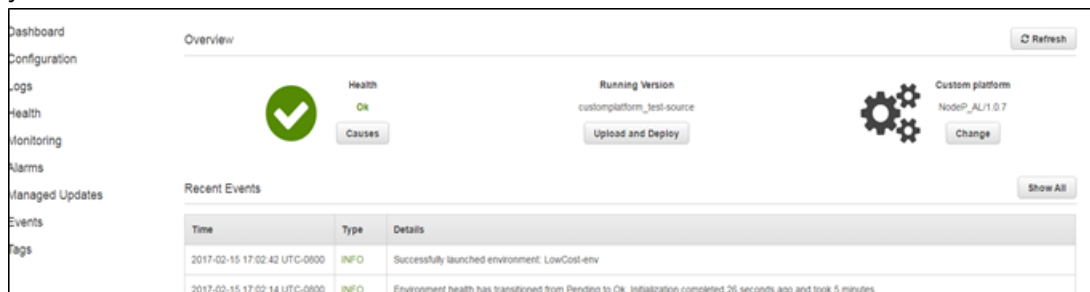 Dashboard
Configuration
Logs
Health
Monitoring
Alarms
Managed Updates
Events
Tags
Overview
Refresh
Health
Ok
Causes
Running Version
customplatform_test-source
Upload and Deploy
Custom platform
NodeP_AL/1.0.7
Change
Recent Events
Show All
Time Type Details
2017-02-15 17:02:42 UTC-0800 INFO Successfully launched environment: LowCost-env
2017-02-15 17:02:14 UTC-0800 INFO Environment health has transitioned from Pending to Ok. Initialization completed 26 seconds ago and took 5 minutes.